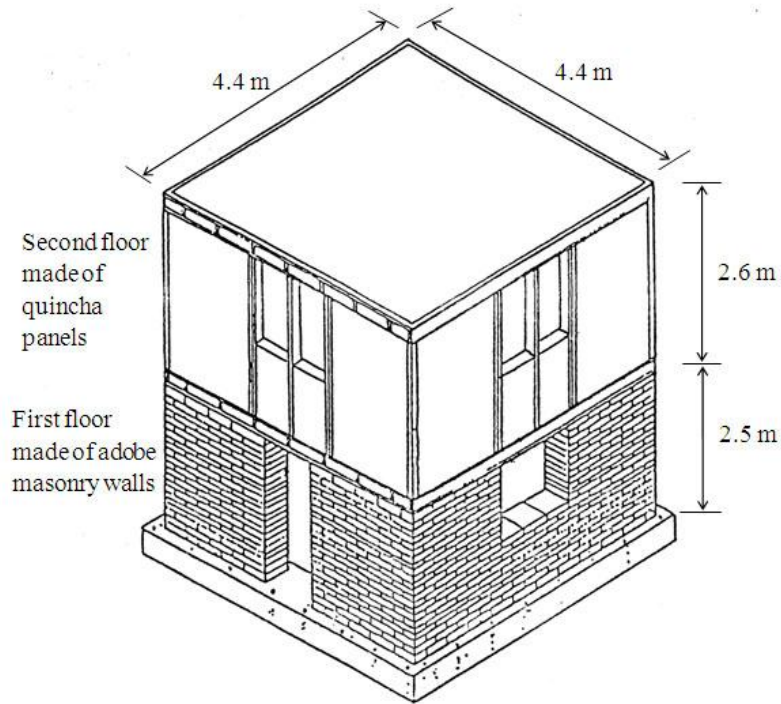 4.4 m
4.4 m
Second floor
made of
quincha
panels
2.6 m
First floor
made of adobe
masonry walls
2.5 m